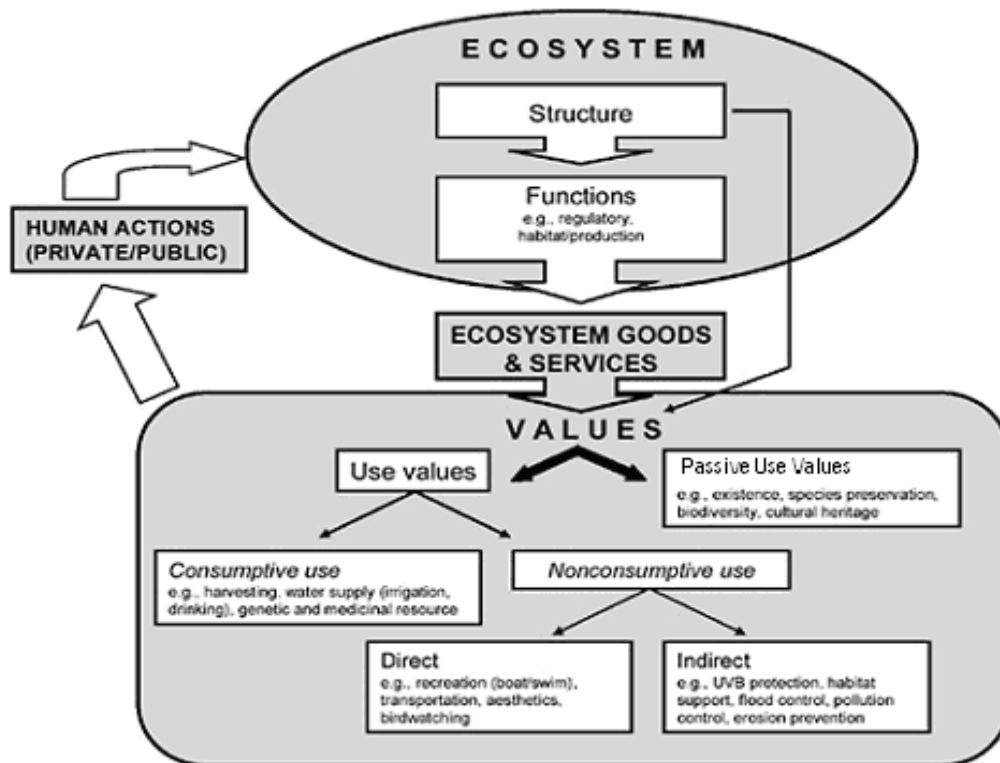 ECOSYSTEM
Structure
Functions
e.g., regulatory,
habitat/production
HUMAN ACTIONS
(PRIVATE/PUBLIC)
ECOSYSTEM GOODS
& SERVICES
VALUES
Use values
Passive Use Values
e.g., existence, species preservation,
biodiversity, cultural heritage
Consumptive use
e.g., harvesting, water supply (irrigation,
drinking), genetic and medicinal resource
Nonconsumptive use
Direct
e.g., recreation (boat/swim),
transportation, aesthetics,
birdwatching
Indirect
e.g., UVB protection, habitat
support, flood control, pollution
control, erosion prevention